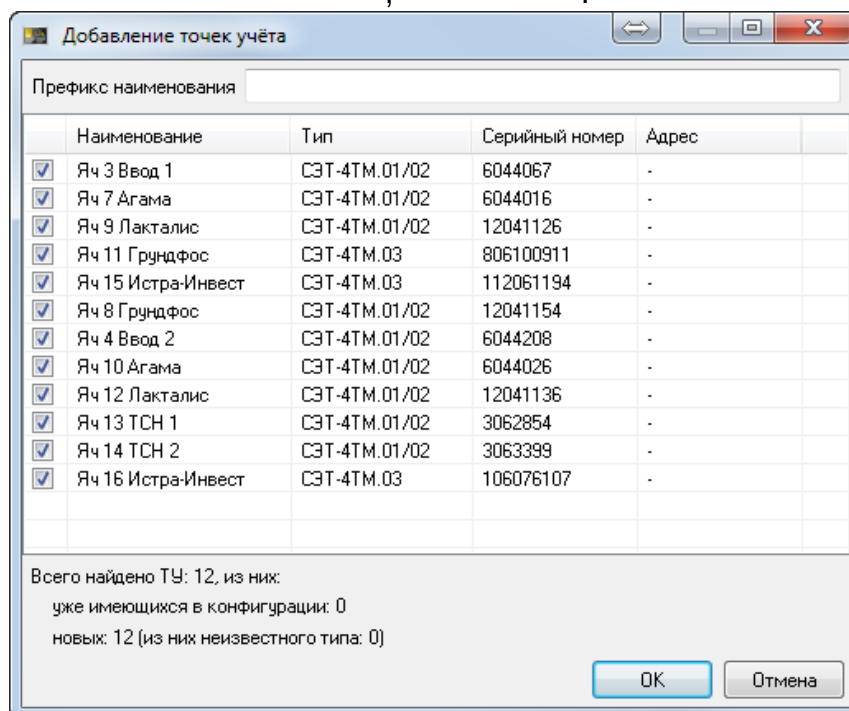 Добавление точек учёта
Префикс наименования
Наименование Тип Серийный номер Адрес
Яч 3 Ввод 1 СЭТ-4ТМ.01/02 6044067 -
Яч 7 Агама СЭТ-4ТМ.01/02 6044016 -
Яч 9 Лакталис СЭТ-4ТМ.01/02 12041126 -
Яч 11 Грундфос СЭТ-4ТМ.03 806100911 -
Яч 15 Истра-Инвест СЭТ-4ТМ.03 112061194 -
Яч 8 Грундфос СЭТ-4ТМ.01/02 12041154 -
Яч 4 Ввод 2 СЭТ-4ТМ.01/02 6044208 -
Яч 10 Агама СЭТ-4ТМ.01/02 6044026 -
Яч 12 Лакталис СЭТ-4ТМ.01/02 12041136 -
Яч 13 ТСН 1 СЭТ-4ТМ.01/02 3062854 -
Яч 14 ТСН 2 СЭТ-4ТМ.01/02 3063399 -
Яч 16 Истра-Инвест СЭТ-4ТМ.03 106076107 -
Всего найдено ТУ: 12, из них:
уже имеющихся в конфигурации: 0
новых: 12 (из них неизвестного типа: 0)
ОК Отмена